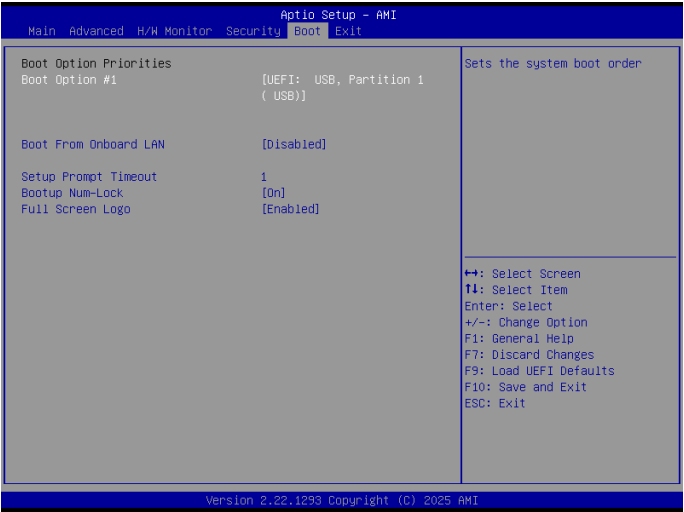 Aptio Setup - AMI
Main Advanced H/W Monitor Security Boot Exit
Boot Option Priorities
Boot Option #1 [UEFI: USB, Partition 1
( USB)]
Boot From Onboard LAN [Disabled]
Setup Prompt Timeout 1
Bootup Num-Lock [On]
Full Screen Logo [Enabled]
Sets the system boot order
↔: Select Screen
↑↓: Select Item
Enter: Select
+/-: Change Option
F1: General Help
F7: Discard Changes
F9: Load UEFI Defaults
F10: Save and Exit
ESC: Exit
Version 2.22.1293 Copyright (C) 2025 AMI